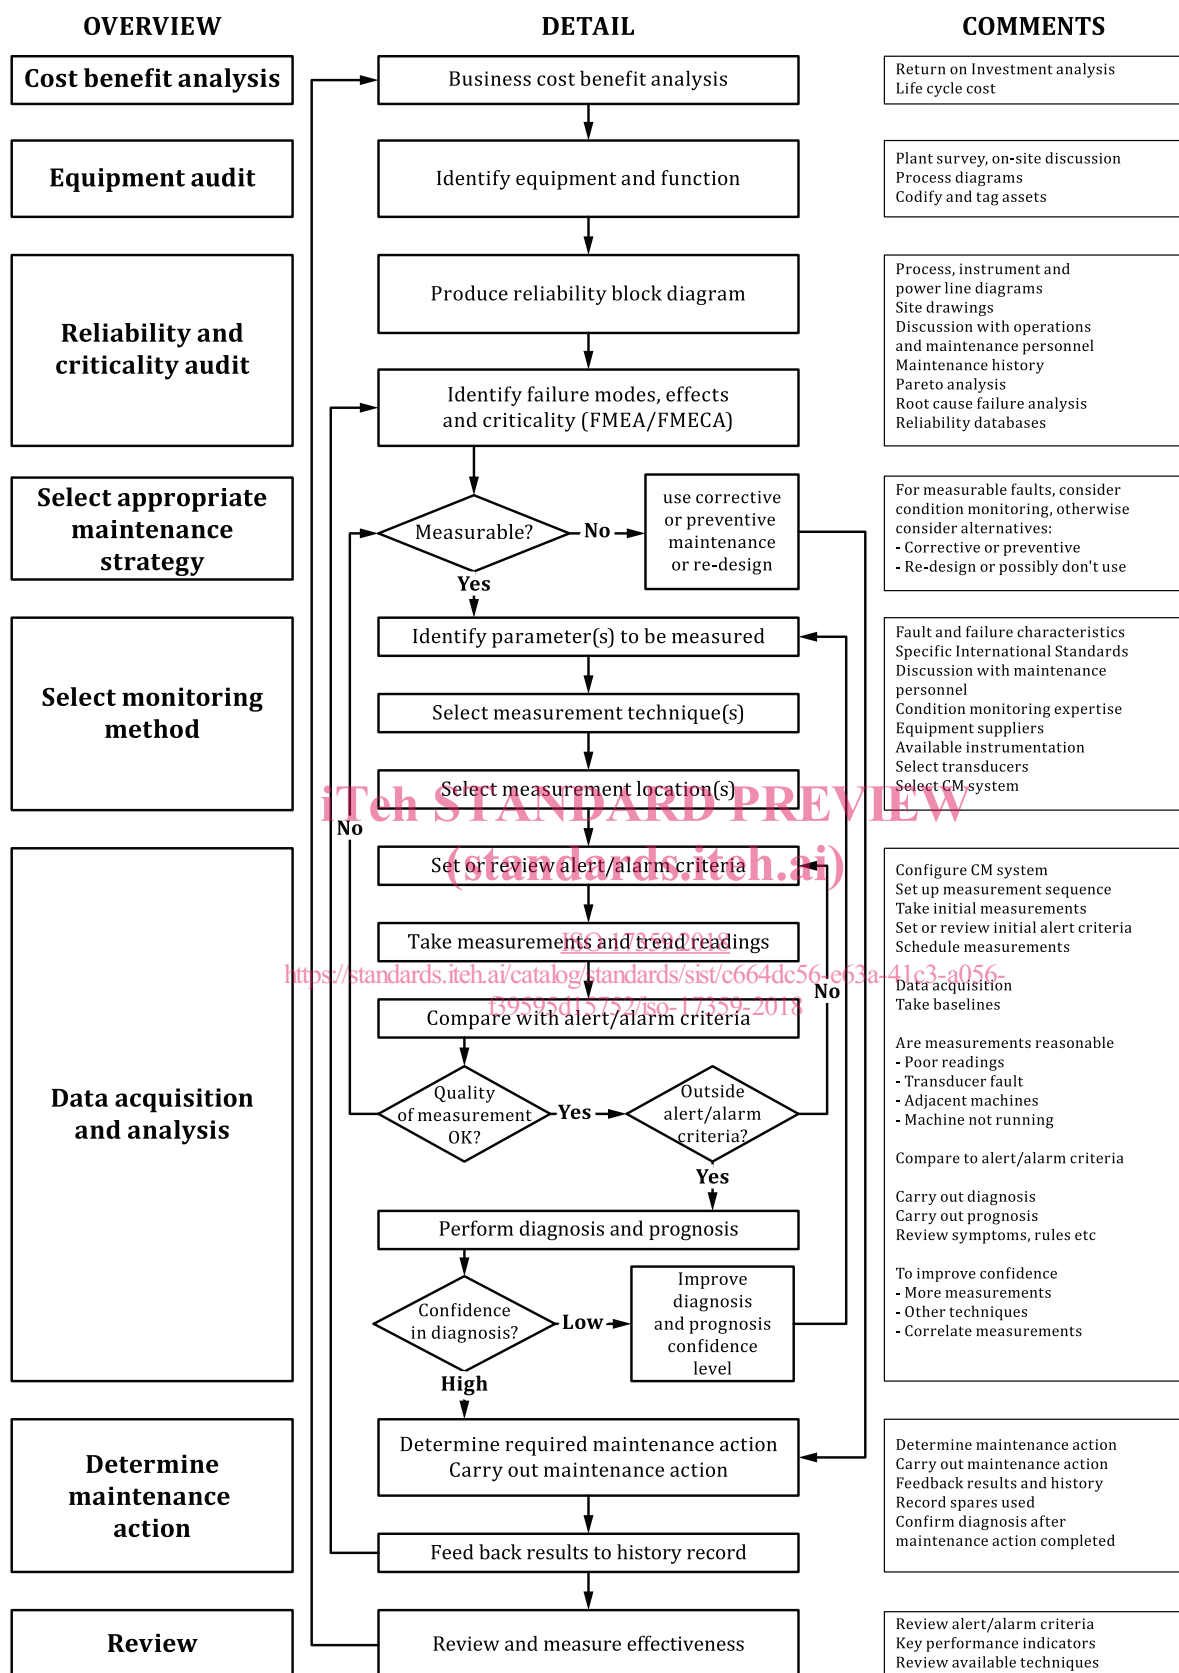 OVERVIEW
DETAIL
COMMENTS
Cost benefit analysis
Business cost benefit analysis
Return on Investment analysis
Life cycle cost
Equipment audit
Identify equipment and function
Plant survey, on-site discussion
Process diagrams
Codify and tag assets
Reliability and
criticality audit
Produce reliability block diagram
Identify failure modes, effects
and criticality (FMEA/FMECA)
Process, instrument and
power line diagrams
Site drawings
Discussion with operations
and maintenance personnel
Maintenance history
Pareto analysis
Root cause failure analysis
Reliability databases
Select appropriate
maintenance
strategy
Measurable?
No
use corrective
or preventive
maintenance
or re-design
Yes
For measurable faults, consider
condition monitoring, otherwise
consider alternatives:
- Corrective or preventive
- Re-design or possibly don't use
Select monitoring
method
Identify parameter(s) to be measured
Select measurement technique(s)
Select measurement location(s)
Fault and failure characteristics
Specific International Standards
Discussion with maintenance
personnel
Condition monitoring expertise
Equipment suppliers
Available instrumentation
Select transducers
Select CM system
iTeh STANDARD PREVIEW
(standards.iteh.ai)
ISO 17359:2018
https://standards.iteh.ai/catalog/standards/sist/c664dc56-e63a-41c3-a056-
f39595d15752/iso-17359-2018
No
Data acquisition
and analysis
Set or review alert/alarm criteria
Take measurements and trend readings
Compare with alert/alarm criteria
No
Quality
of measurement
OK?
Yes
Outside
alert/alarm
criteria?
Yes
Perform diagnosis and prognosis
Confidence
in diagnosis?
Low
Improve
diagnosis
and prognosis
confidence
level
High
Configure CM system
Set up measurement sequence
Take initial measurements
Set or review initial alert criteria
Schedule measurements
Data acquisition
Take baselines
Are measurements reasonable
- Poor readings
- Transducer fault
- Adjacent machines
- Machine not running
Compare to alert/alarm criteria
Carry out diagnosis
Carry out prognosis
Review symptoms, rules etc
To improve confidence
- More measurements
- Other techniques
- Correlate measurements
Determine
maintenance
action
Determine required maintenance action
Carry out maintenance action
Feed back results to history record
Determine maintenance action
Carry out maintenance action
Feedback results and history
Record spares used
Confirm diagnosis after
maintenance action completed
Review
Review and measure effectiveness
Review alert/alarm criteria
Key performance indicators
Review available techniques